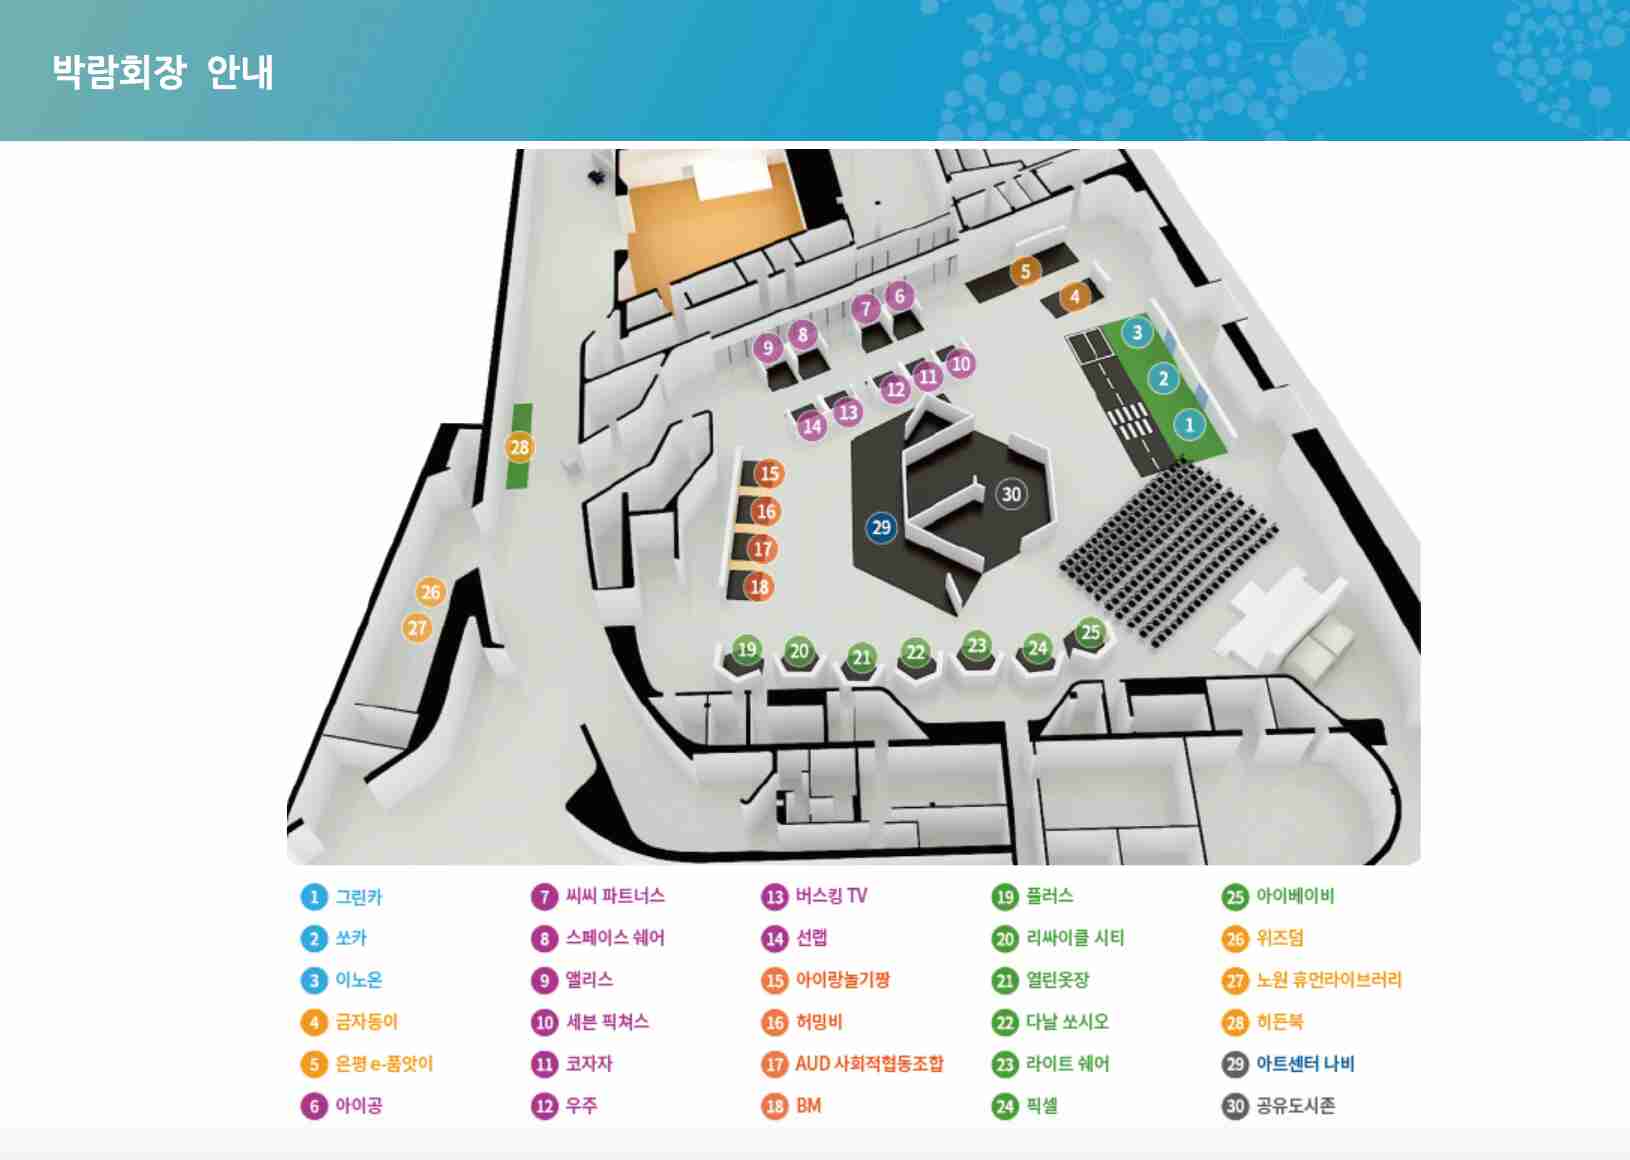 박람회장 안내
5
4
6
7
3
8
9
10
2
11
12
13
1
14
28
15
30
16
29
17
18
26
27
25
19
20
21
22
23
24
1 그린카
2 쏘카
3 이노온
4 금자동이
5 은평 e-품앗이
6 아이공
7 씨씨 파트너스
8 스페이스 쉐어
9 앨리스
10 세븐 픽쳐스
11 코자자
12 우주
13 버스킹 TV
14 선랩
15 아이랑놀기짱
16 허밍비
17 AUD 사회적협동조합
18 BM
19 플러스
20 리싸이클 시티
21 열린옷장
22 다날 쏘시오
23 라이트 쉐어
24 픽셀
25 아이베이비
26 위즈덤
27 노원 휴먼라이브러리
28 히든북
29 아트센터 나비
30 공유도시존